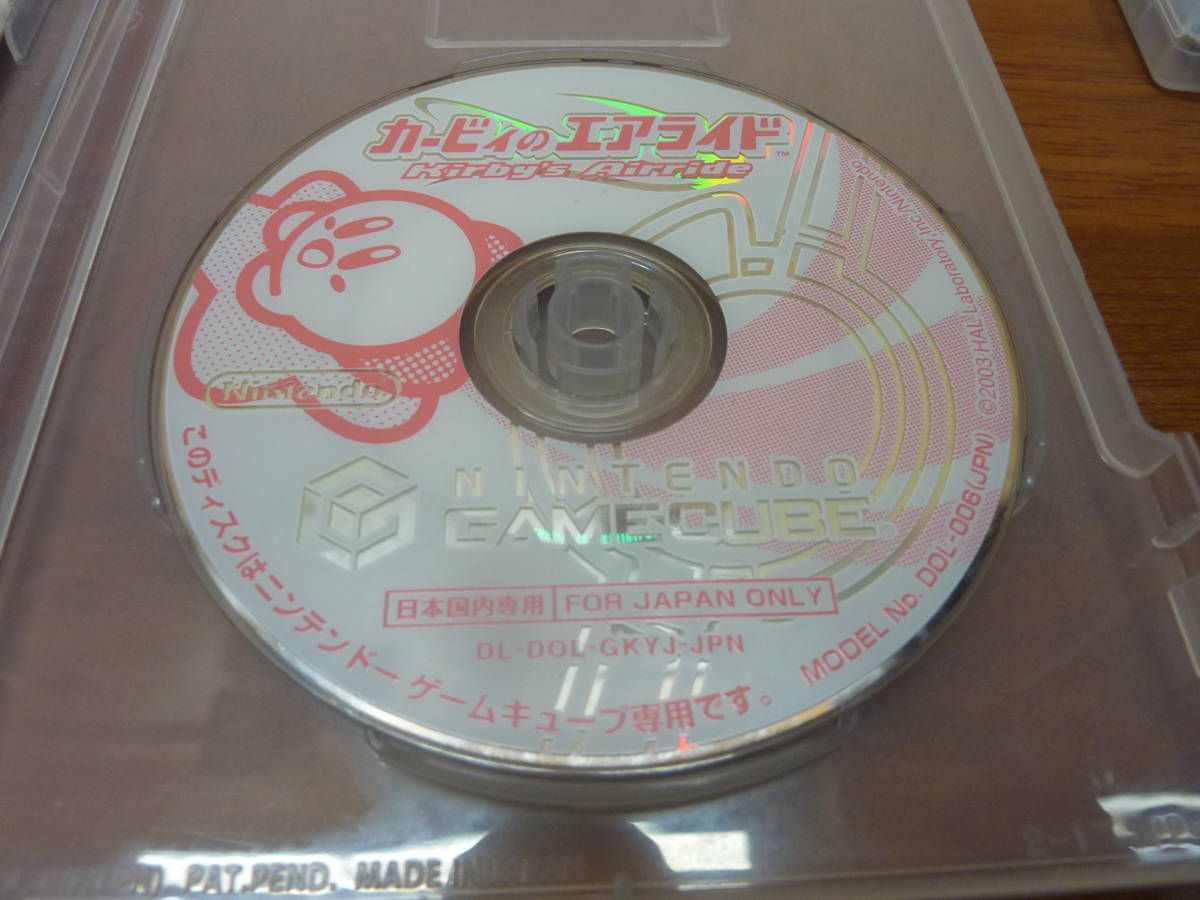 カービィの エアライド™
Kirby's Airride
©2003 HAL Laboratory, Inc./Nintendo
Nintendo
NINTENDO
GAMECUBE®
日本国内専用 FOR JAPAN ONLY
DL-DOL-GKYJ-JPN
このディスクはニンテンドー ゲームキューブ専用です。
MODEL No. DOL-006(JPN)
PAT.PEND. MADE IN JAPAN